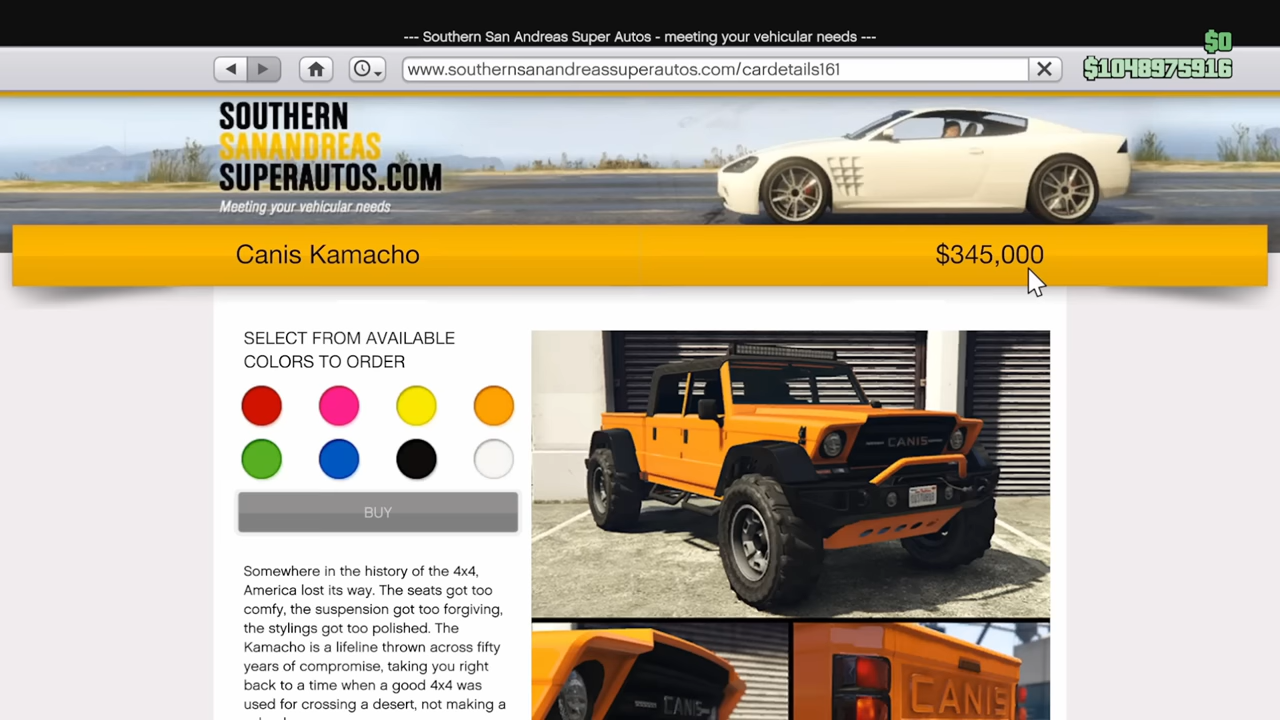 --- Southern San Andreas Super Autos - meeting your vehicular needs ---
$0
www.southernsanandreassuperautos.com/cardetails161
$1048975916
SOUTHERN
SANANDREAS
SUPERAUTOS.COM
Meeting your vehicular needs
Canis Kamacho
$345,000
SELECT FROM AVAILABLE
COLORS TO ORDER
CANIS
BUY
Somewhere in the history of the 4x4,
America lost its way. The seats got too
comfy, the suspension got too forgiving,
the stylings got too polished. The
Kamacho is a lifeline thrown across fifty
years of compromise, taking you right
back to a time when a good 4x4 was
used for crossing a desert, not making a
CANIS
CANIS